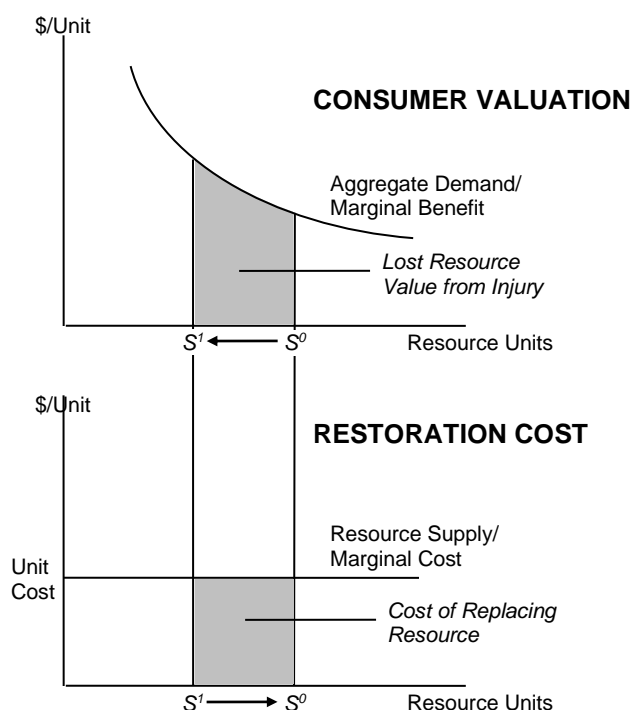 $/Unit
CONSUMER VALUATION
Aggregate Demand/
Marginal Benefit
Lost Resource
Value from Injury
S¹ S⁰ Resource Units
$/Unit
RESTORATION COST
Resource Supply/
Marginal Cost
Unit
Cost
Cost of Replacing
Resource
S¹ S⁰ Resource Units